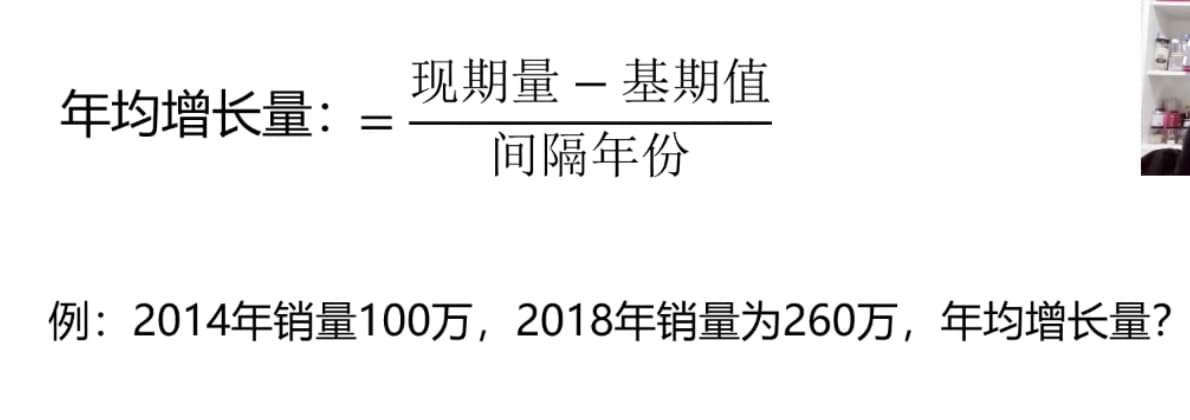 年均增长量：= (现期量 − 基期值) / 间隔年份
例：2014年销量100万，2018年销量为260万，年均增长量?